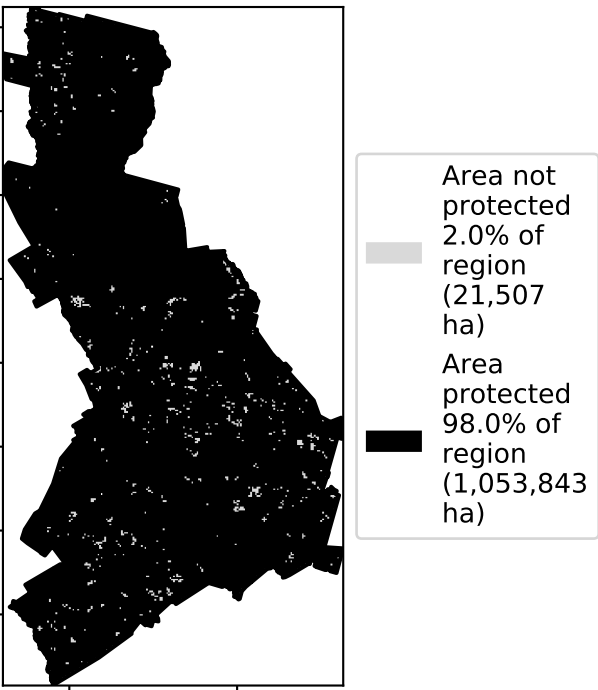 Area not
protected
2.0% of
region
(21,507
ha)
Area
protected
98.0% of
region
(1,053,843
ha)